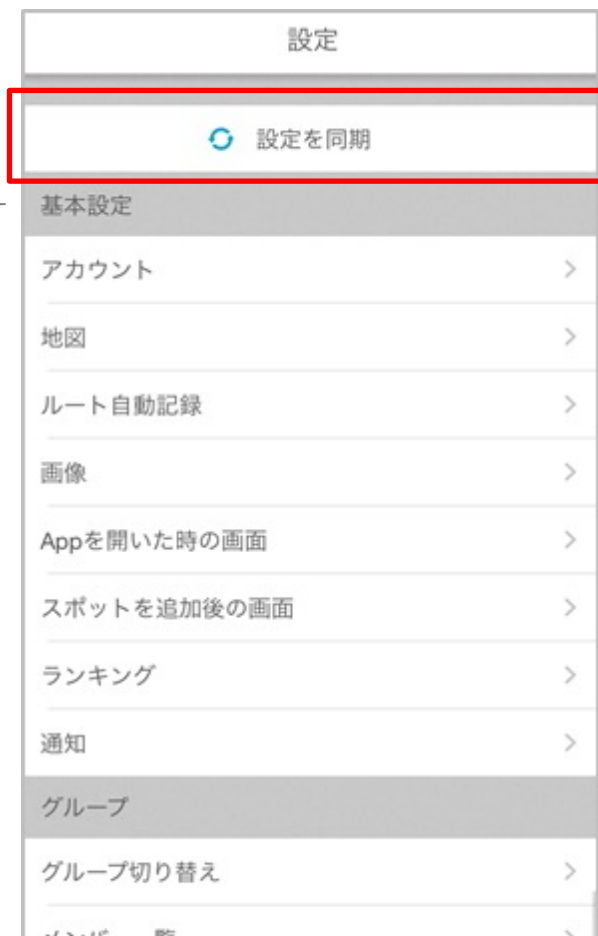 設定
設定を同期
基本設定
アカウント
地図
ルート自動記録
画像
Appを開いた時の画面
スポットを追加後の画面
ランキング
通知
グループ
グループ切り替え